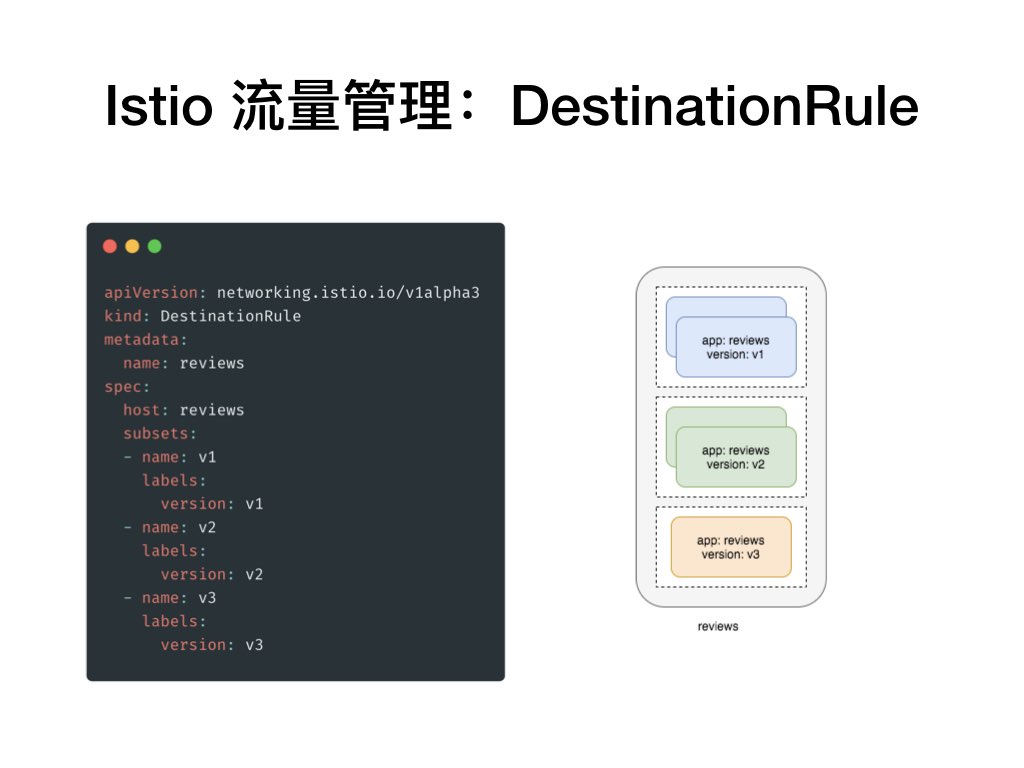 Istio 流量管理：DestinationRule
apiVersion: networking.istio.io/v1alpha3
kind: DestinationRule
metadata:
  name: reviews
spec:
  host: reviews
  subsets:
  - name: v1
    labels:
      version: v1
  - name: v2
    labels:
      version: v2
  - name: v3
    labels:
      version: v3
app: reviews
version: v1
app: reviews
version: v2
app: reviews
version: v3
reviews